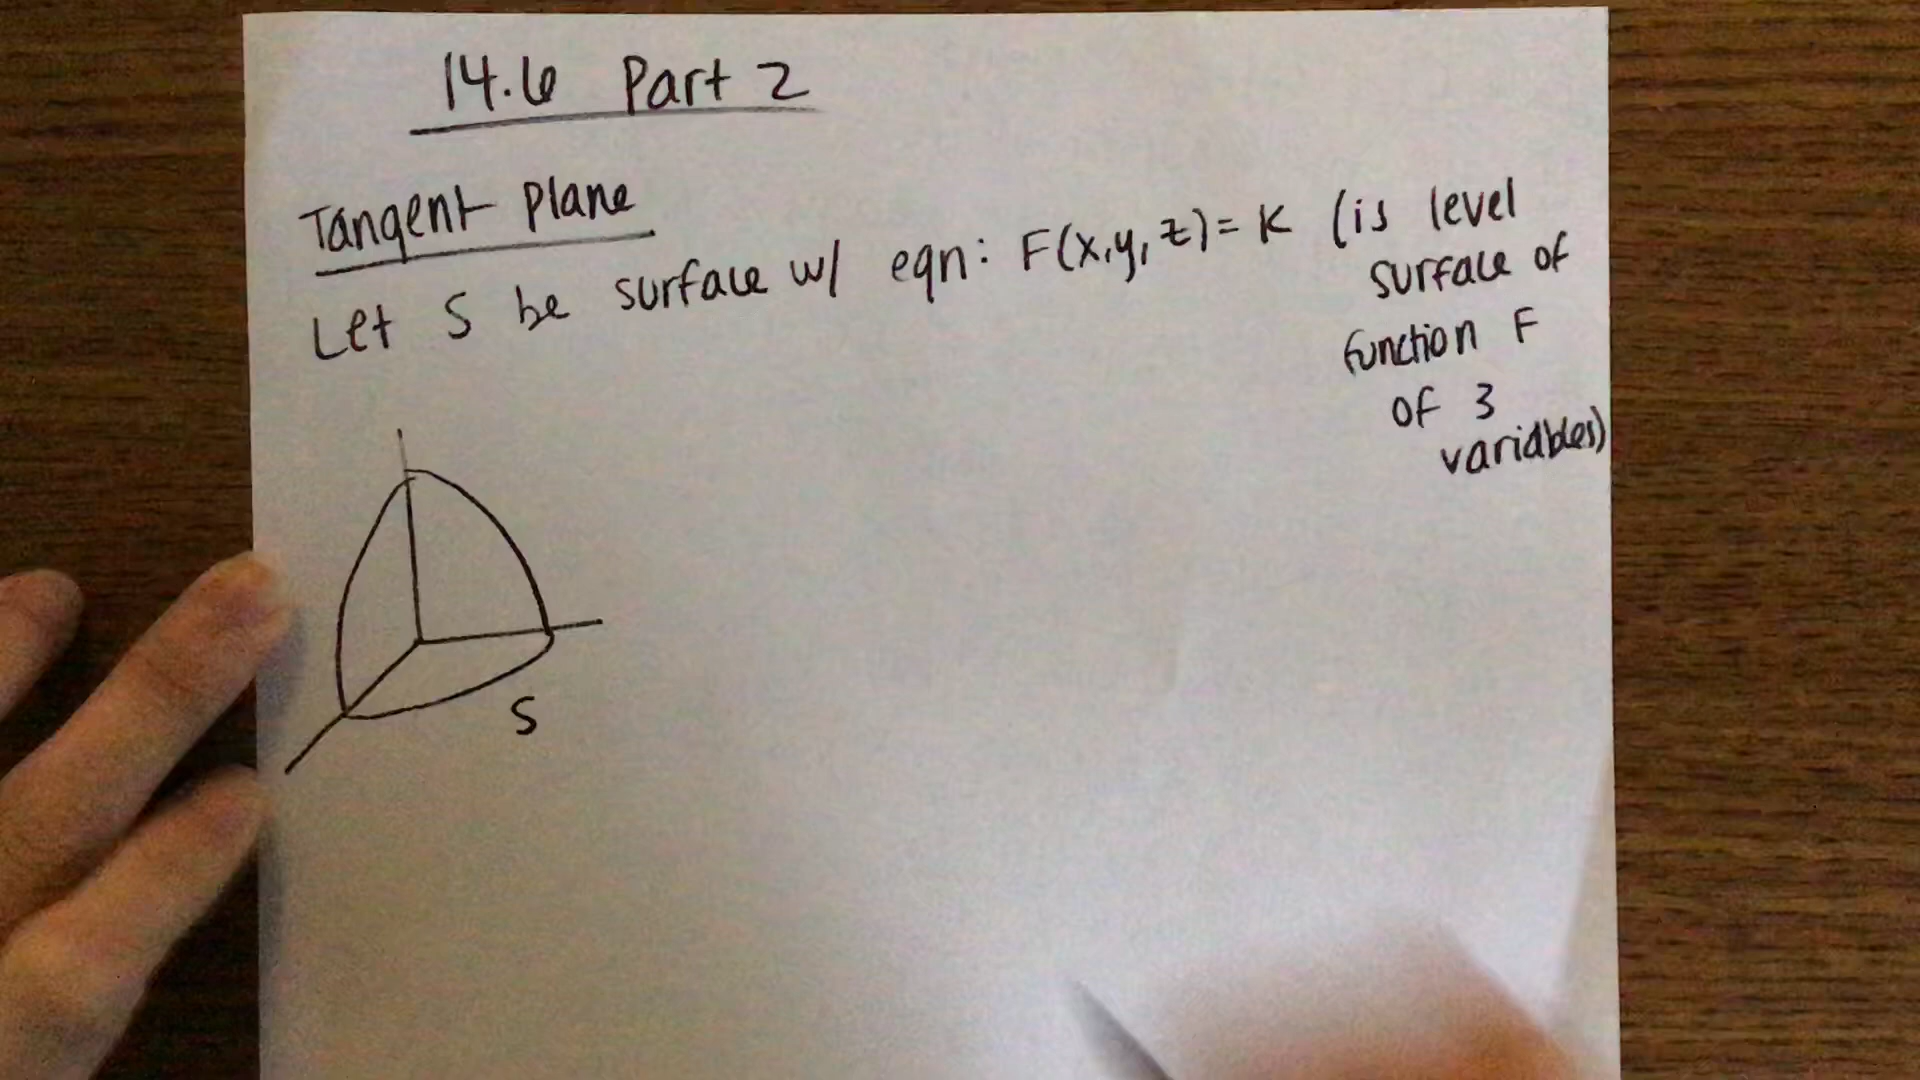 14.6 Part 2
Tangent Plane
Let S be surface w/ eqn: F(x,y,z)=K (is level
surface of
function F
of 3
variables)
S